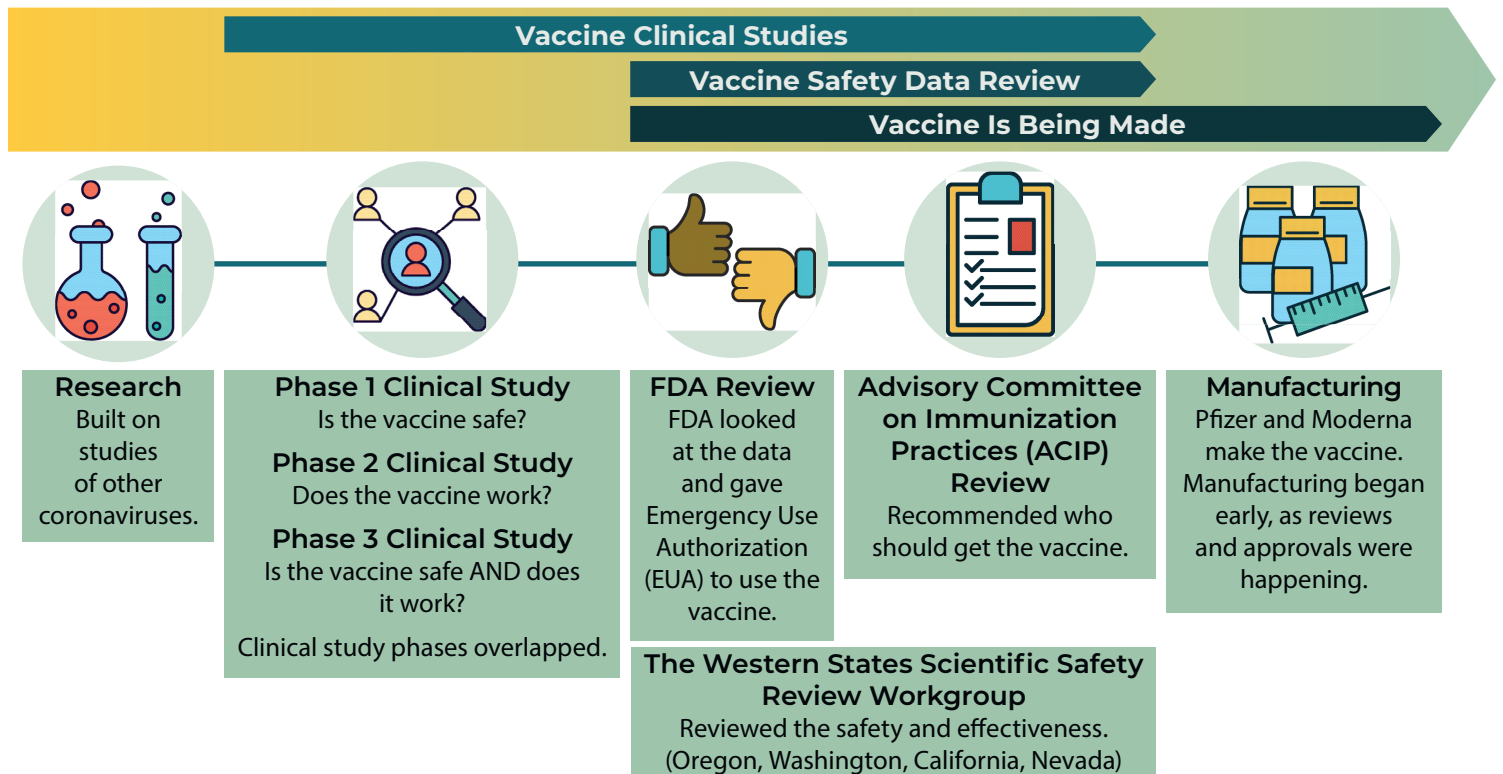 Vaccine Clinical Studies
Vaccine Safety Data Review
Vaccine Is Being Made
Research
Built on
studies
of other
coronaviruses.
Phase 1 Clinical Study
Is the vaccine safe?
Phase 2 Clinical Study
Does the vaccine work?
Phase 3 Clinical Study
Is the vaccine safe AND does
it work?
Clinical study phases overlapped.
FDA Review
FDA looked
at the data
and gave
Emergency Use
Authorization
(EUA) to use the
vaccine.
Advisory Committee
on Immunization
Practices (ACIP)
Review
Recommended who
should get the vaccine.
The Western States Scientific Safety
Review Workgroup
Reviewed the safety and effectiveness.
(Oregon, Washington, California, Nevada)
Manufacturing
Pfizer and Moderna
make the vaccine.
Manufacturing began
early, as reviews
and approvals were
happening.